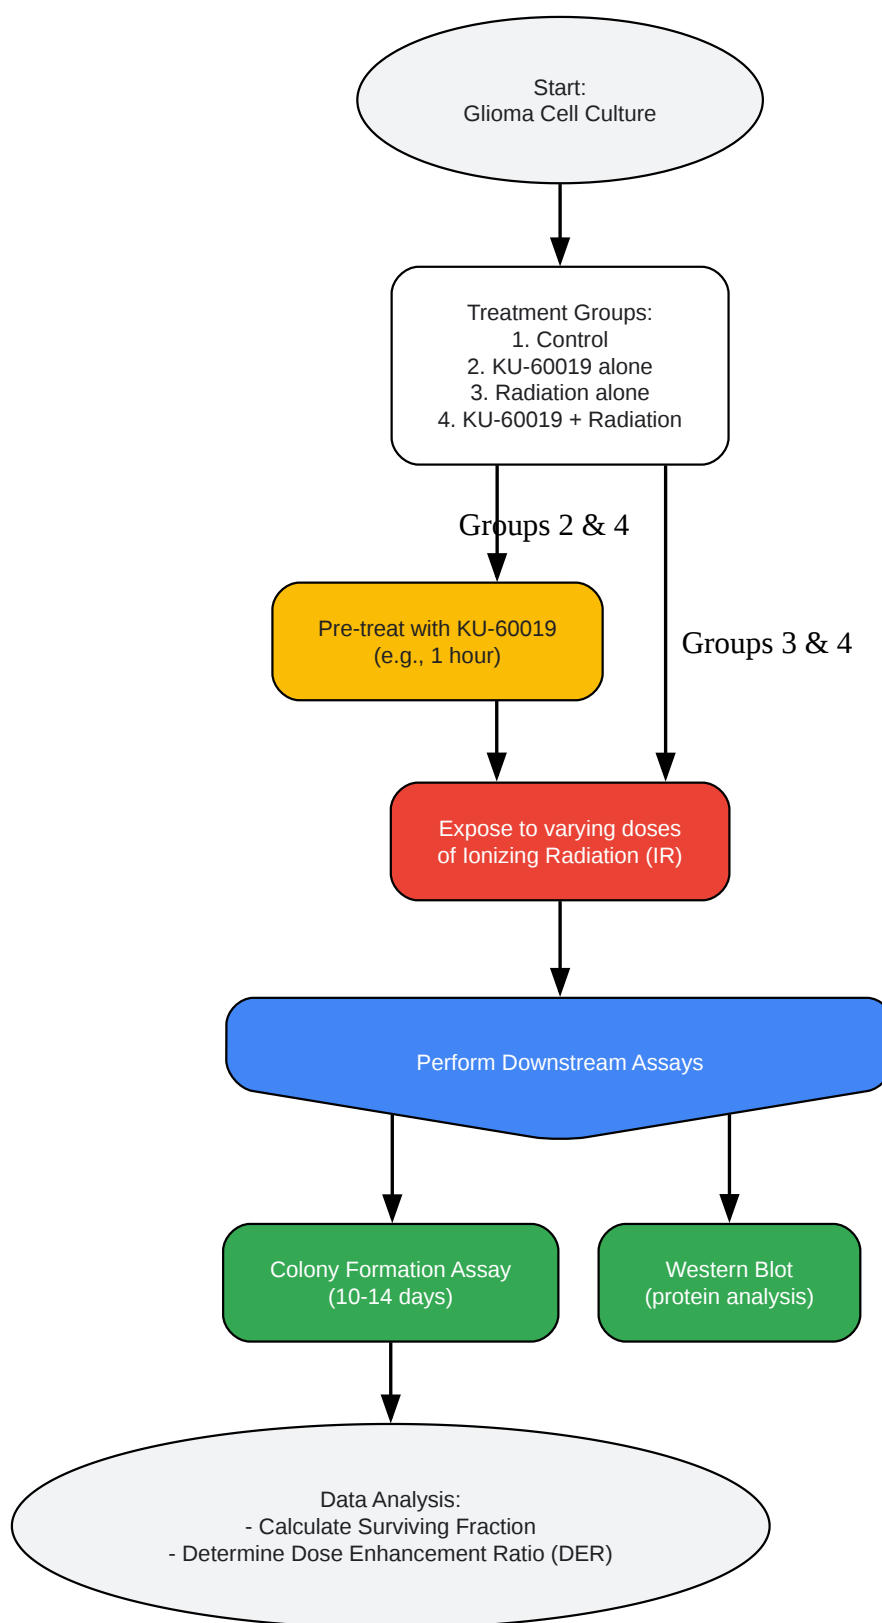 Start:
Glioma Cell Culture
Treatment Groups:
1. Control
2. KU-60019 alone
3. Radiation alone
4. KU-60019 + Radiation
Groups 2 & 4
Pre-treat with KU-60019
(e.g., 1 hour)
Groups 3 & 4
Expose to varying doses
of Ionizing Radiation (IR)
Perform Downstream Assays
Colony Formation Assay
(10-14 days)
Western Blot
(protein analysis)
Data Analysis:
- Calculate Surviving Fraction
- Determine Dose Enhancement Ratio (DER)